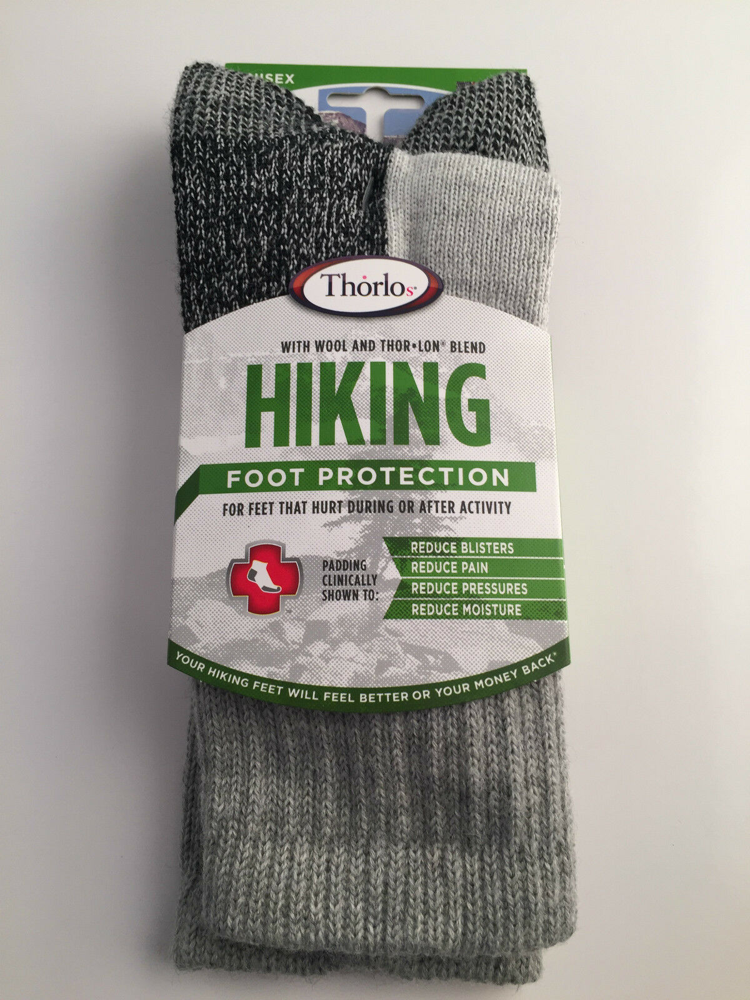 Thorlos®
WITH WOOL AND THOR•LON® BLEND
HIKING
FOOT PROTECTION
FOR FEET THAT HURT DURING OR AFTER ACTIVITY
PADDING
CLINICALLY
SHOWN TO:
REDUCE BLISTERS
REDUCE PAIN
REDUCE PRESSURES
REDUCE MOISTURE
™
YOUR HIKING FEET WILL FEEL BETTER OR YOUR MONEY BACK*